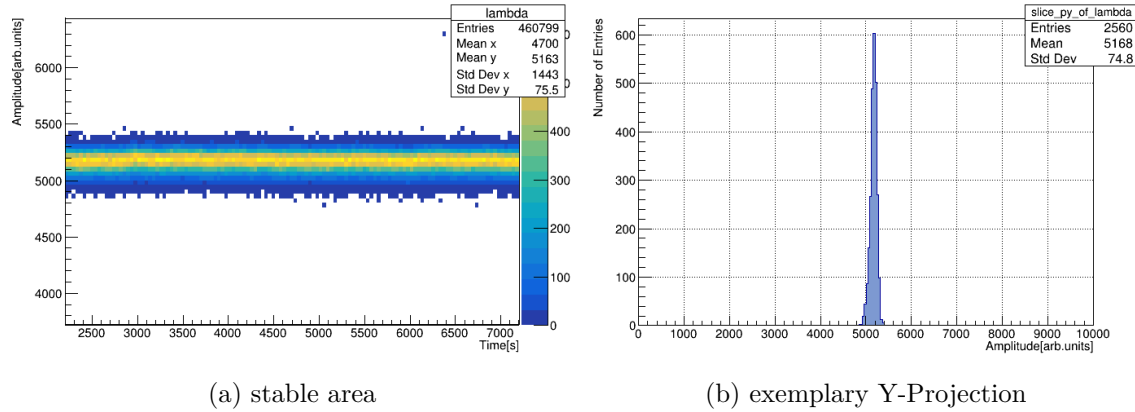 lambda
Entries 460799
Mean x 4700
Mean y 5163
Std Dev x 1443
Std Dev y 75.5
Amplitude[arb.units]
6000
5500
5000
4500
4000
400
300
200
100
0
2500 3000 3500 4000 4500 5000 5500 6000 6500 7000
Time[s]
(a) stable area
slice_py_of_lambda
Entries 2560
Mean 5168
Std Dev 74.8
Number of Entries
600
500
400
300
200
100
0
0 1000 2000 3000 4000 5000 6000 7000 8000 9000 10000
Amplitude[arb.units]
(b) exemplary Y-Projection